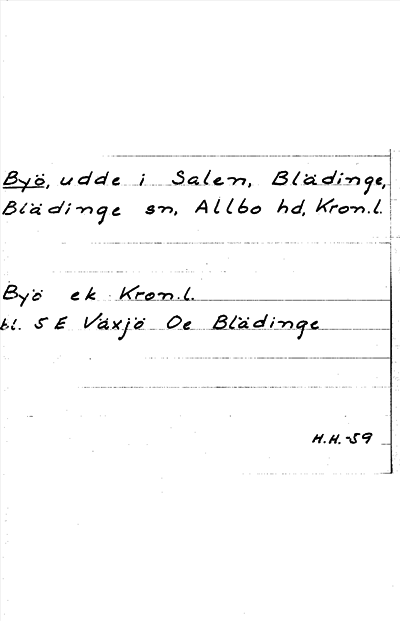 Byö, udde i Salen, Blädinge,
Blädinge sn, Allbo hd, Kron.l.
Byö ek Kron.l.
bl. 5 E Växjö Oe Blädinge
H.H.-59